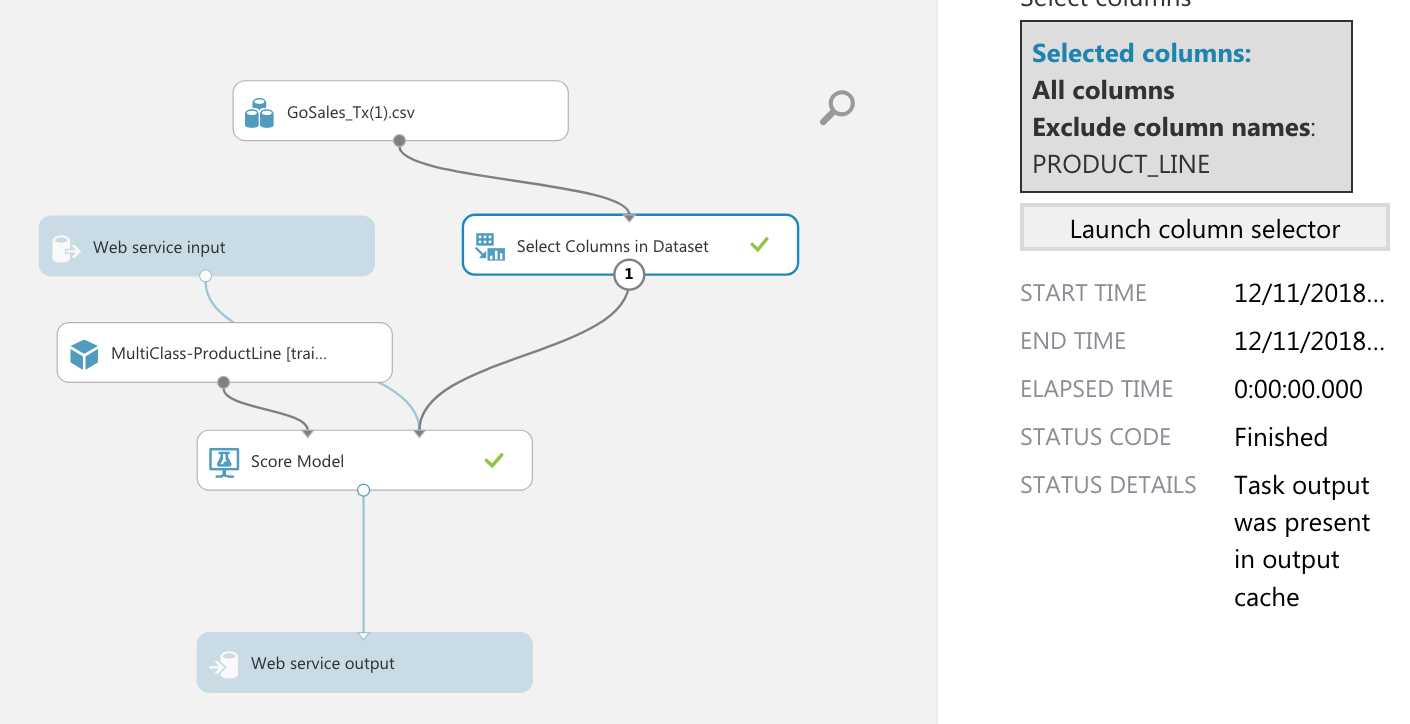 GoSales_Tx(1).csv
Web service input
Select Columns in Dataset
1
MultiClass-ProductLine [trai...
Score Model
Web service output
Select columns
Selected columns:
All columns
Exclude column names:
PRODUCT_LINE
Launch column selector
START TIME 12/11/2018...
END TIME 12/11/2018...
ELAPSED TIME 0:00:00.000
STATUS CODE Finished
STATUS DETAILS Task output
was present
in output
cache